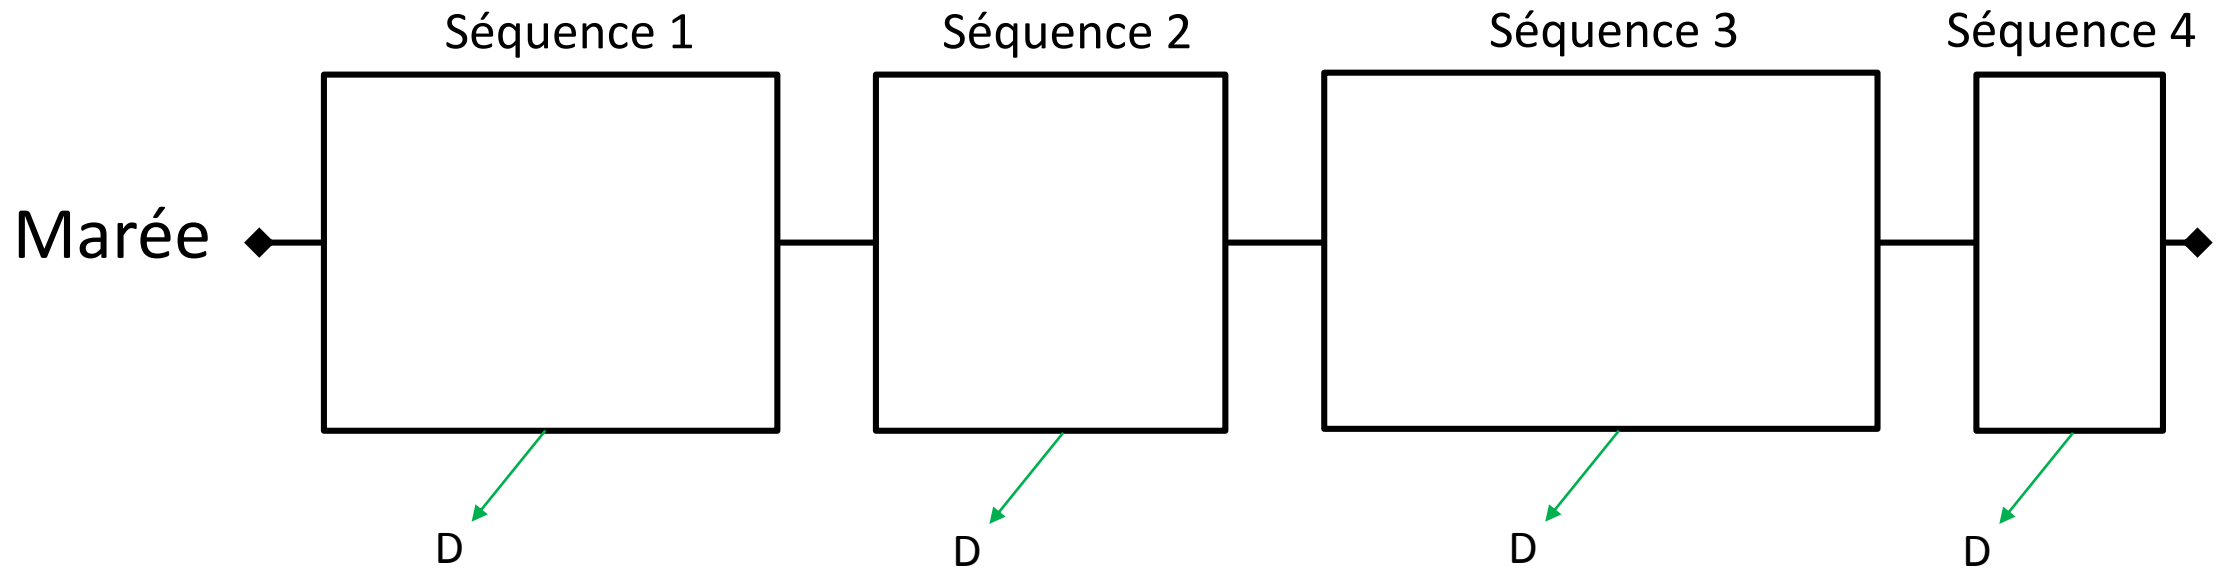 Séquence 1
Séquence 2
Séquence 3
Séquence 4
Marée
D
D
D
D